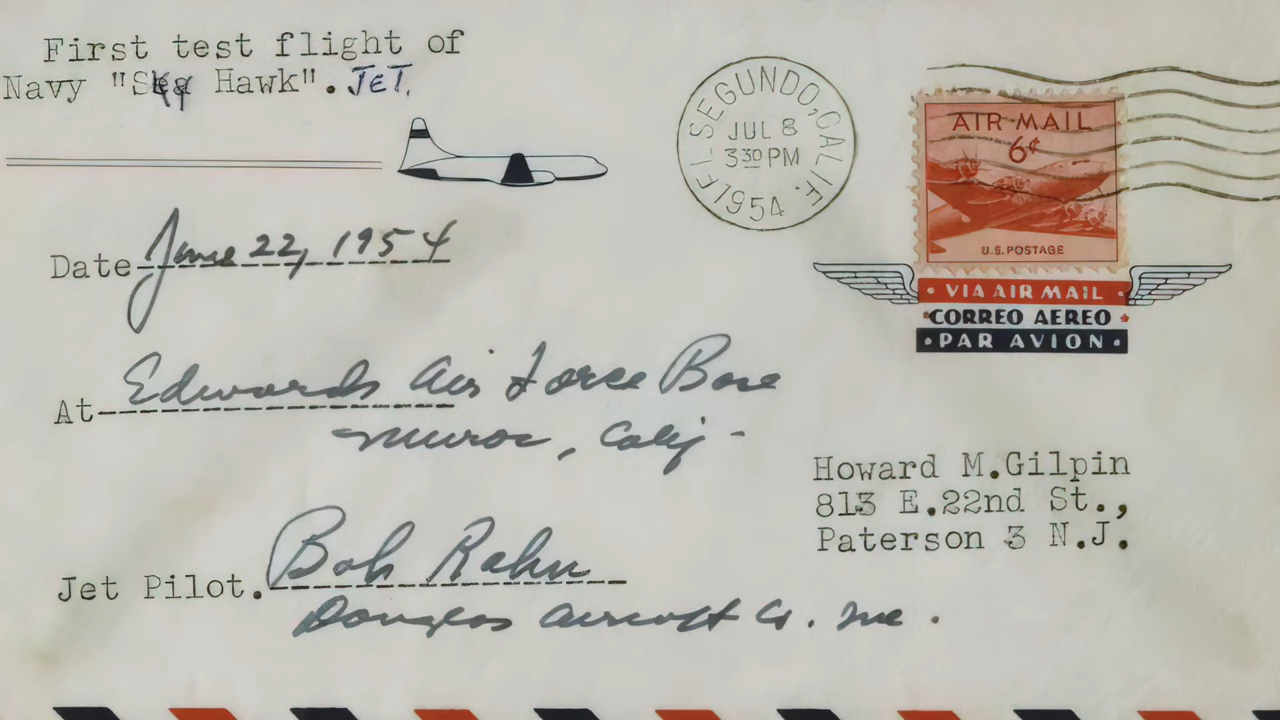 First test flight of
Navy "Sky Hawk". JET.
EL SEGUNDO, CALIF.
JUL 8
3 30 PM
1954
AIR MAIL
6¢
U.S. POSTAGE
VIA AIR MAIL
CORREO AEREO
PAR AVION
Date June 22, 1954
At Edwards Air Force Base
Muroc, Calif-
Howard M.Gilpin
813 E.22nd St.,
Paterson 3 N.J.
Jet Pilot. Bob Rahn
Douglas Aircraft Co. Inc.